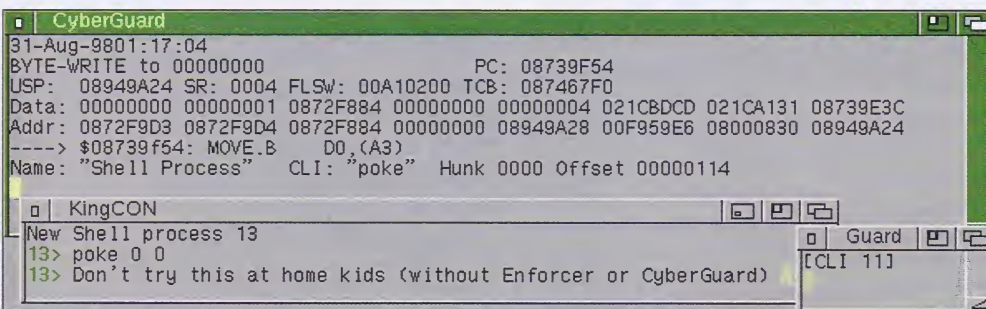 CyberGuard
31-Aug-9801:17:04
BYTE-WRITE to 00000000 PC: 08739F54
USP: 08949A24 SR: 0004 FLSW: 00A10200 TCB: 087467F0
Data: 00000000 00000001 0872F884 00000000 00000004 021CBDCD 021CA131 08739E3C
Addr: 0872F9D3 0872F9D4 0872F884 00000000 08949A28 00F959E6 08000830 08949A24
----> $08739f54: MOVE.B D0,(A3)
Name: "Shell Process" CLI: "poke" Hunk 0000 Offset 00000114
KingCON
New Shell process 13
13> poke 0 0
13> Don't try this at home kids (without Enforcer or CyberGuard)
Guard
[CLI 11]